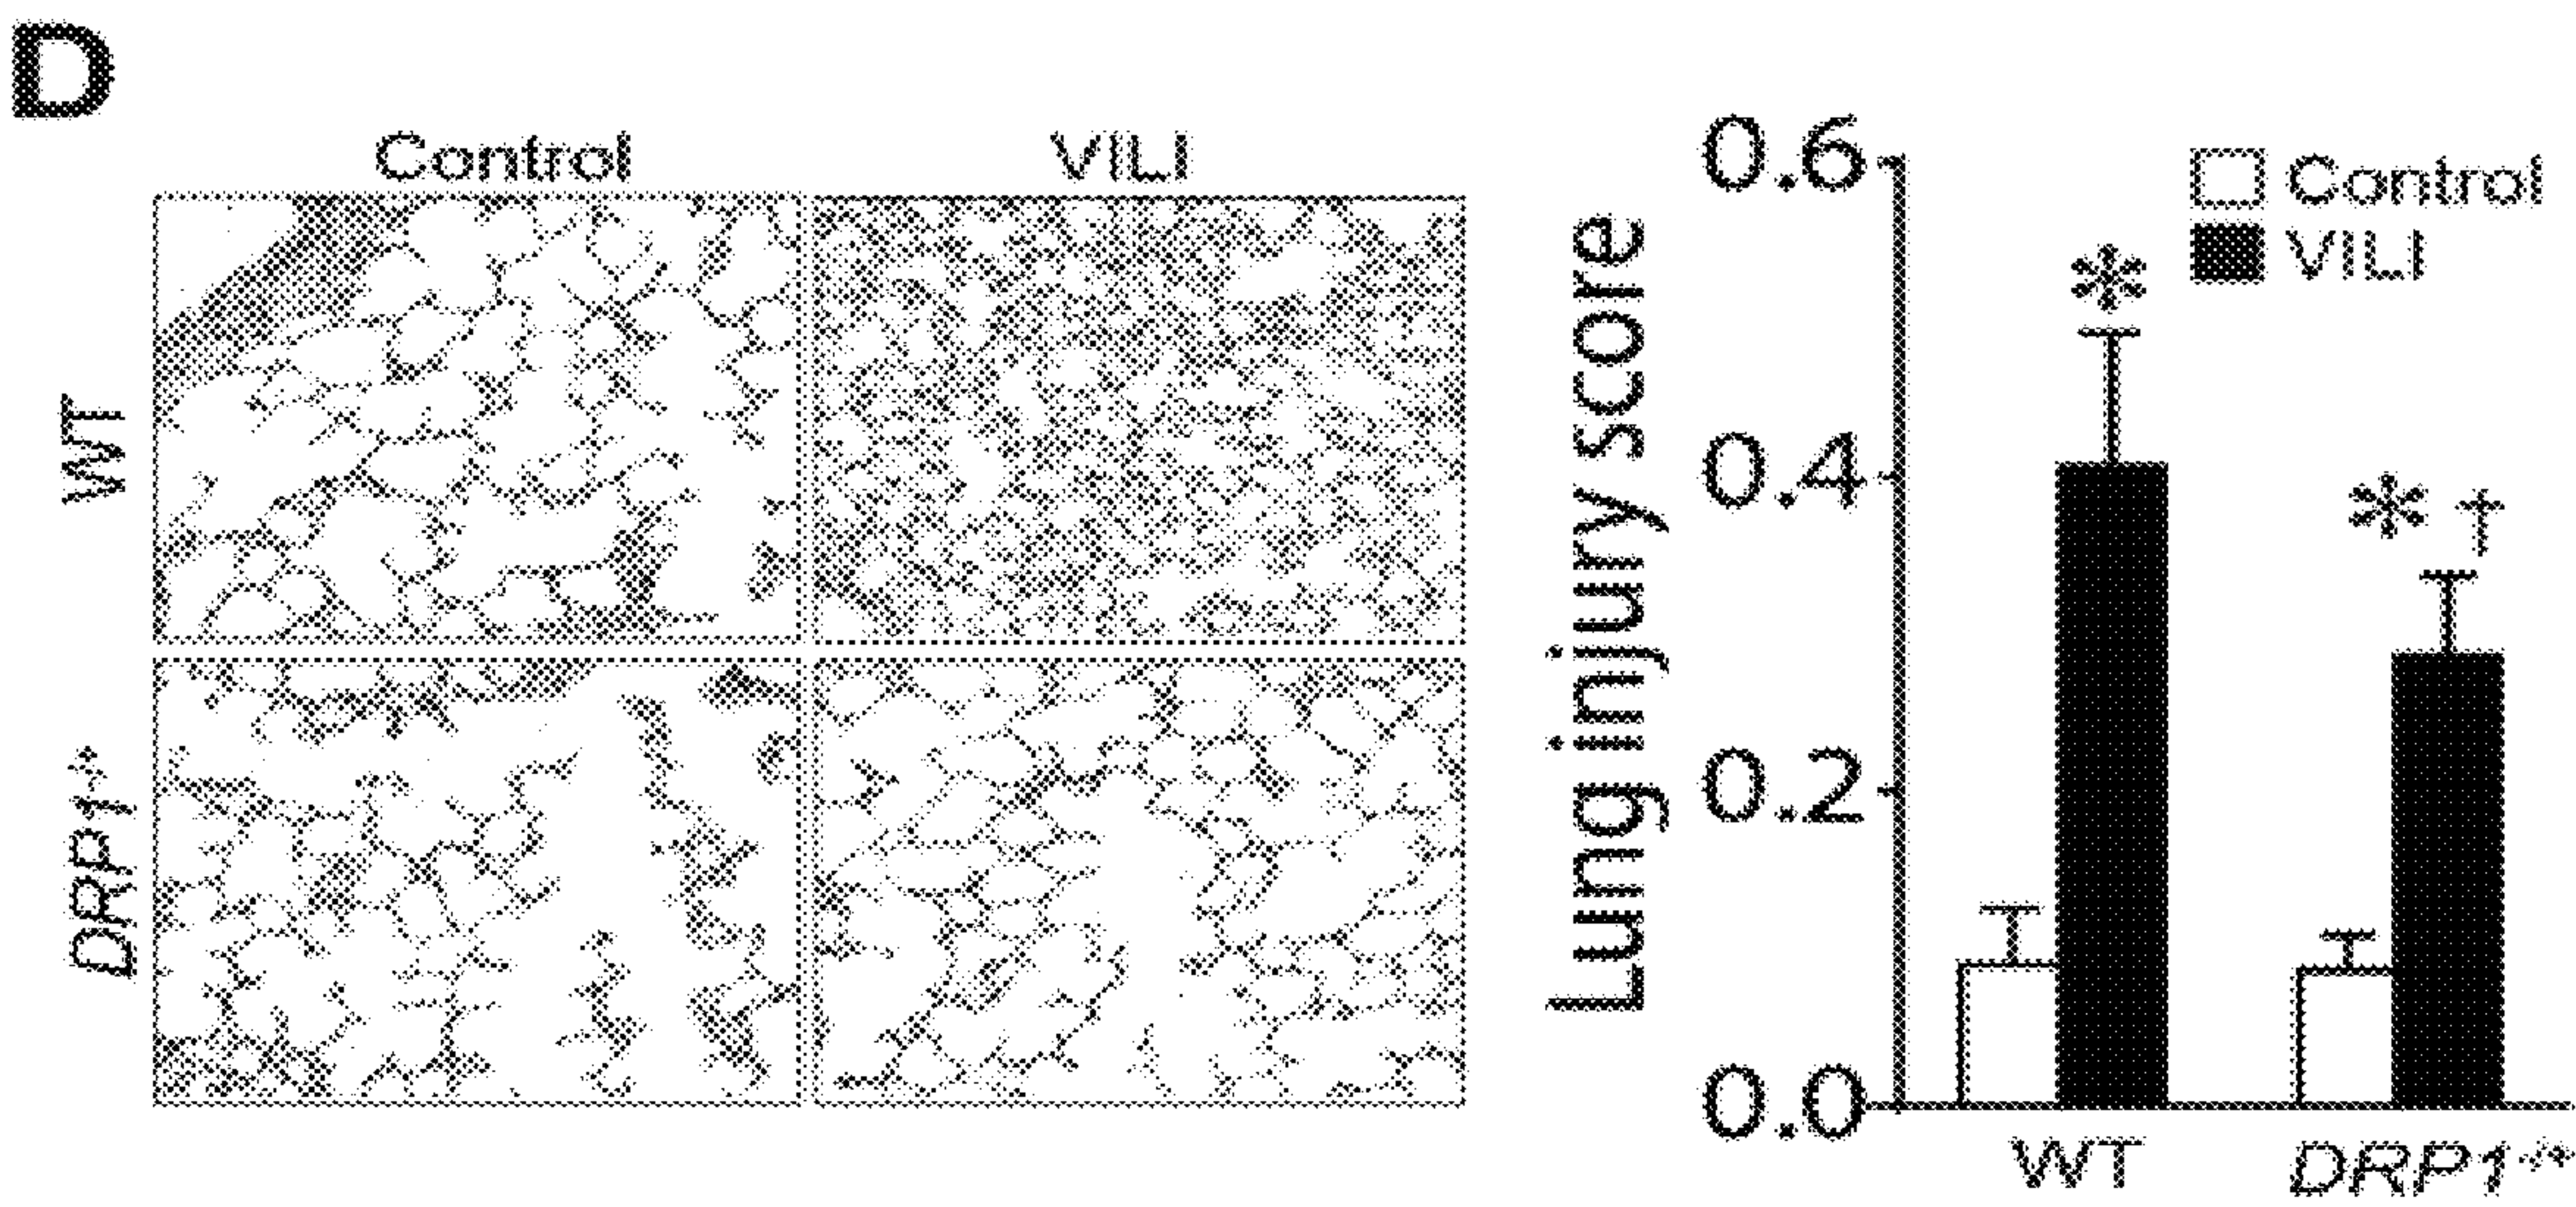 D
Control VILI
WT
DRP1⁺/⁻
Lung injury score
0.6
0.4
0.2
0.0
Control
VILI
*
* †
WT DRP1